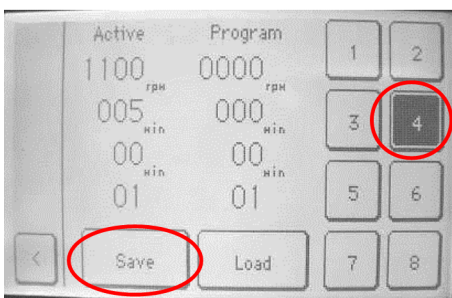 Active Program
1100 rpm 0000 rpm
005 min 000 min
00 min 00 min
01 01
Save Load
1 2
3 4
5 6
7 8
<